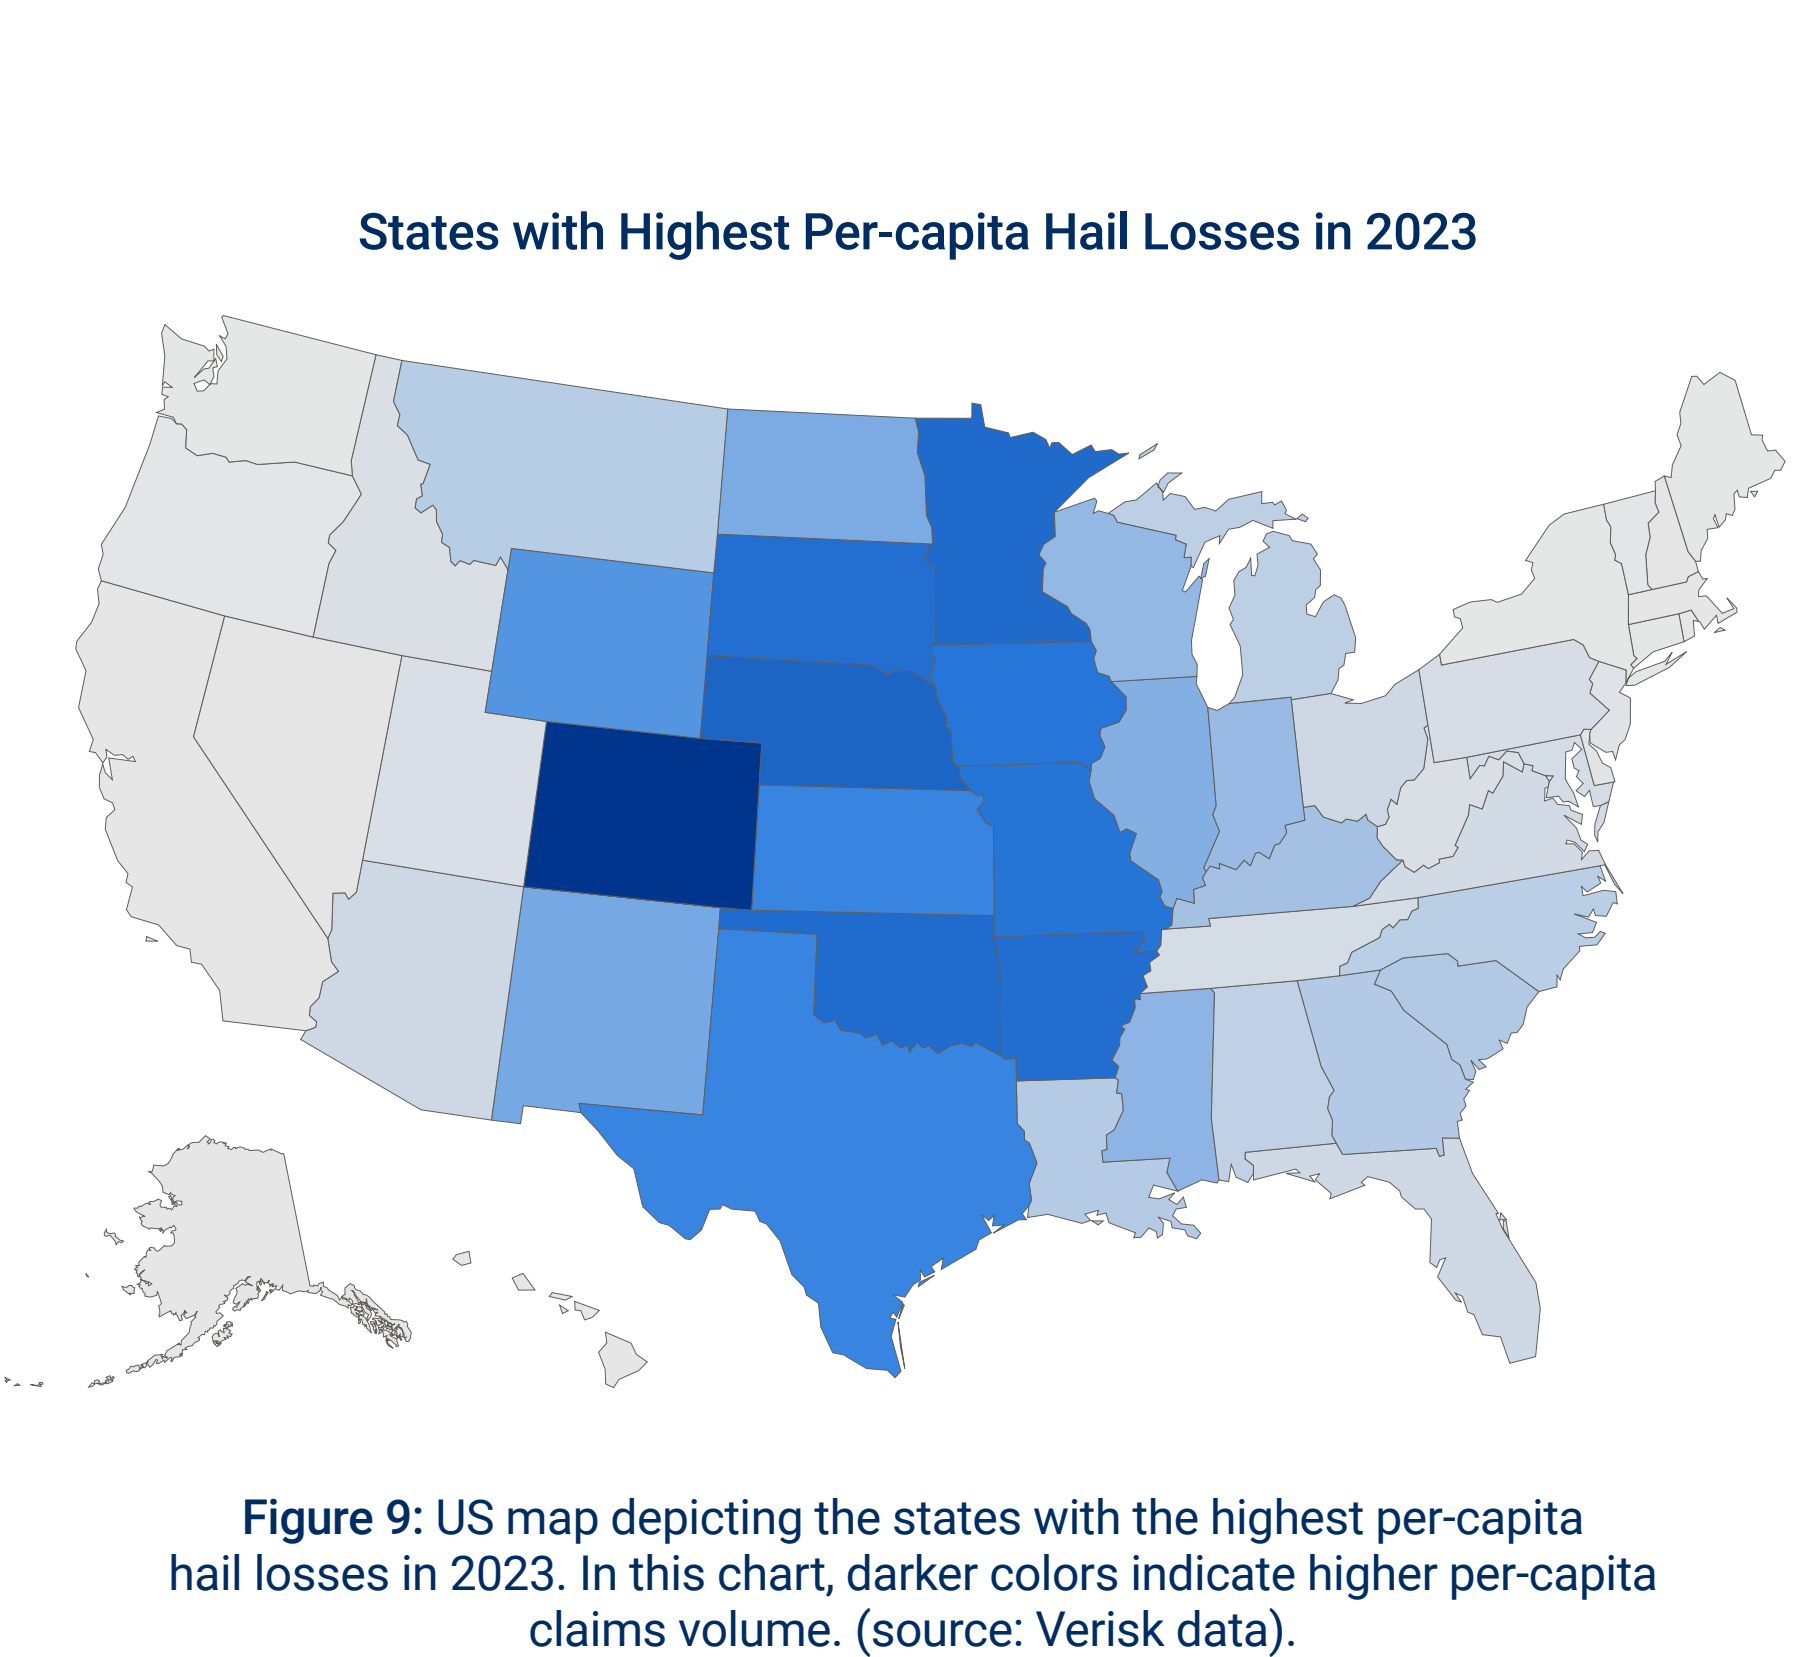 States with Highest Per-capita Hail Losses in 2023
Figure 9: US map depicting the states with the highest per-capita
hail losses in 2023. In this chart, darker colors indicate higher per-capita
claims volume. (source: Verisk data).